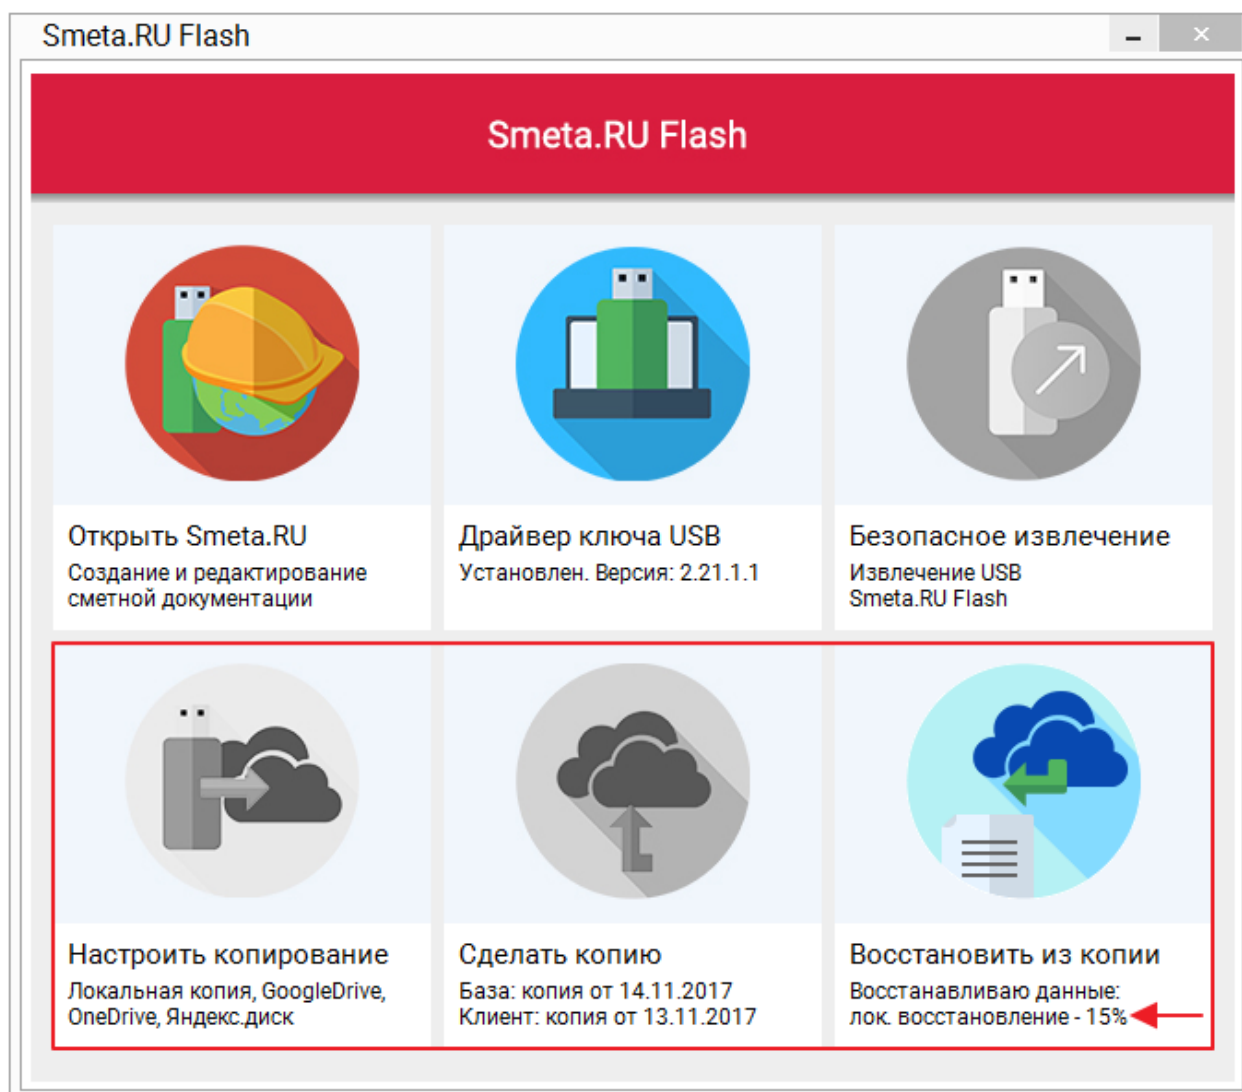 Smeta.RU Flash
Smeta.RU Flash
Открыть Smeta.RU
Создание и редактирование
сметной документации
Драйвер ключа USB
Установлен. Версия: 2.21.1.1
Безопасное извлечение
Извлечение USB
Smeta.RU Flash
Настроить копирование
Локальная копия, GoogleDrive,
OneDrive, Яндекс.диск
Сделать копию
База: копия от 14.11.2017
Клиент: копия от 13.11.2017
Восстановить из копии
Восстанавливаю данные:
лок. восстановление - 15%